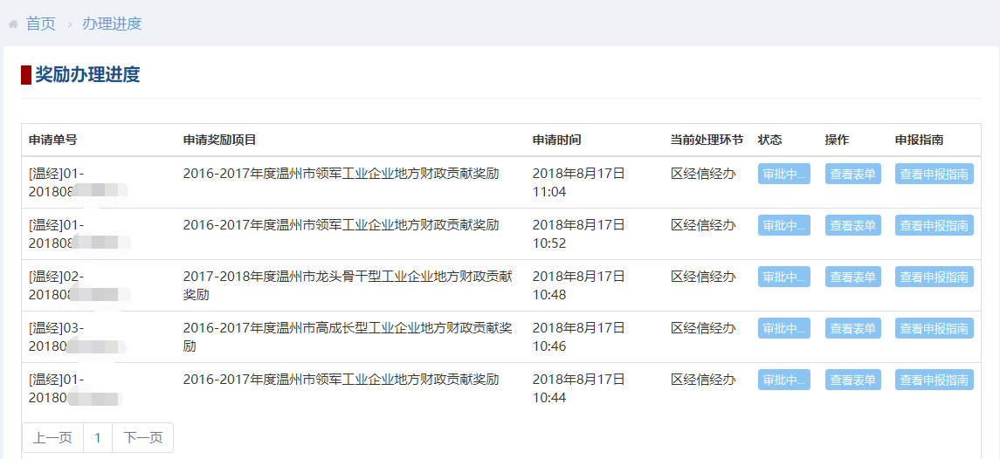 首页 › 办理进度
奖励办理进度
申请单号 申请奖励项目 申请时间 当前处理环节 状态 操作 申报指南
[温经]01- 2016-2017年度温州市领军工业企业地方财政贡献奖励 2018年8月17日 区经信经办 审批中... 查看表单 查看申报指南
201808 11:04
[温经]01- 2016-2017年度温州市领军工业企业地方财政贡献奖励 2018年8月17日 区经信经办 审批中... 查看表单 查看申报指南
201808 10:52
[温经]02- 2017-2018年度温州市龙头骨干型工业企业地方财政贡献 2018年8月17日 区经信经办 审批中... 查看表单 查看申报指南
201808 奖励 10:48
[温经]03- 2016-2017年度温州市高成长型工业企业地方财政贡献奖 2018年8月17日 区经信经办 审批中... 查看表单 查看申报指南
20180 励 10:46
[温经]01- 2016-2017年度温州市领军工业企业地方财政贡献奖励 2018年8月17日 区经信经办 审批中... 查看表单 查看申报指南
20180 10:44
上一页 1 下一页